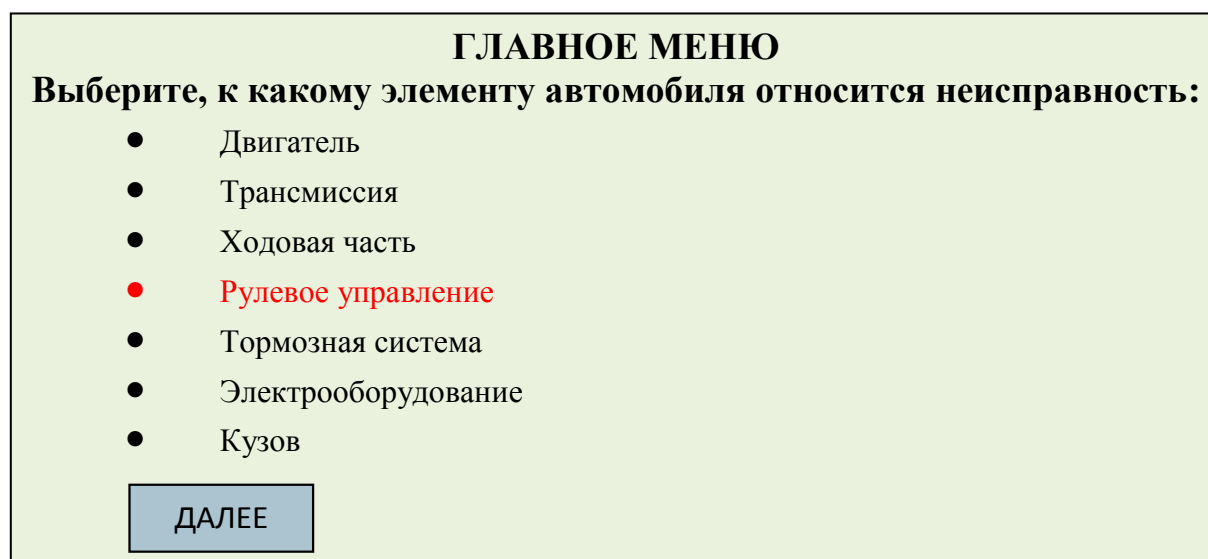 ГЛАВНОЕ МЕНЮ
Выберите, к какому элементу автомобиля относится неисправность:
● Двигатель
● Трансмиссия
● Ходовая часть
● Рулевое управление
● Тормозная система
● Электрооборудование
● Кузов
ДАЛЕЕ